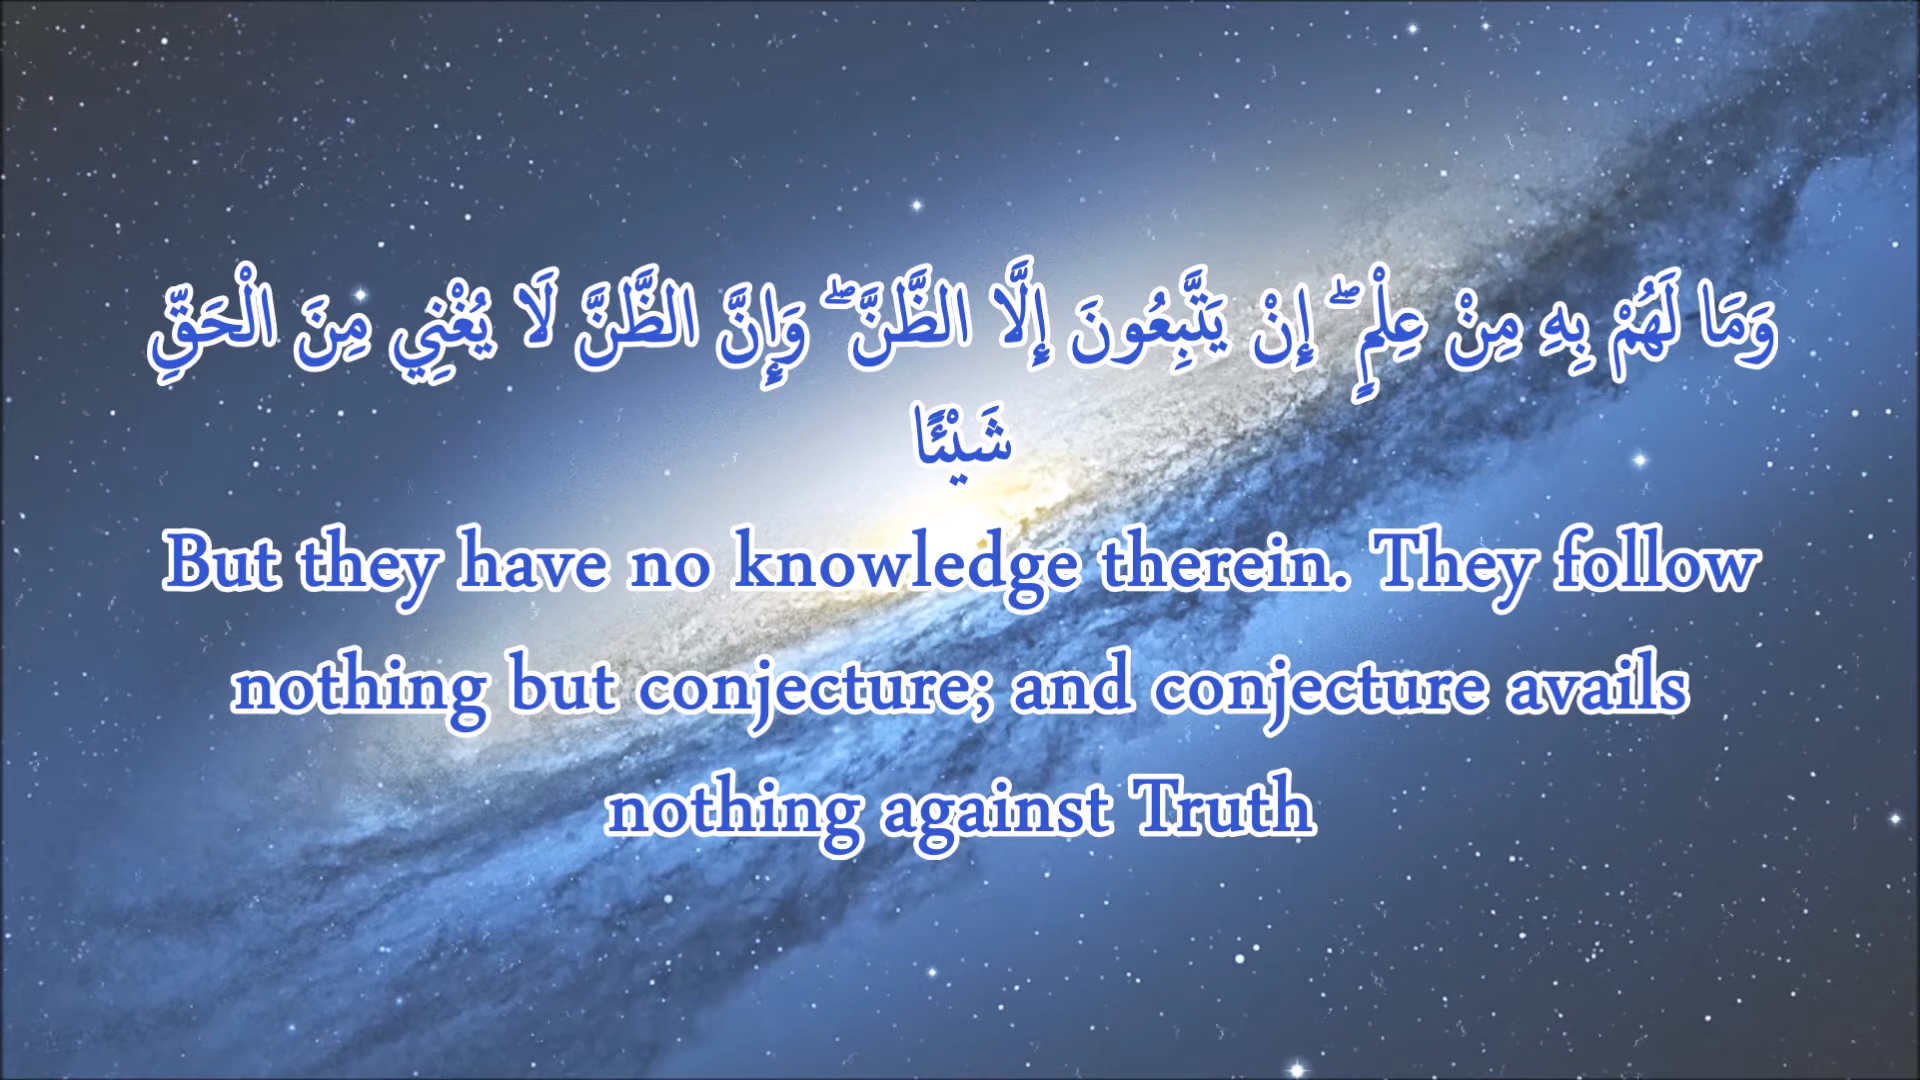 وَمَا لَهُمْ بِهِ مِنْ عِلْمٍ ۖ إِنْ يَتَّبِعُونَ إِلَّا الظَّنَّ ۖ وَإِنَّ الظَّنَّ لَا يُغْنِي مِنَ الْحَقِّ
شَيْئًا
But they have no knowledge therein. They follow
nothing but conjecture; and conjecture avails
nothing against Truth